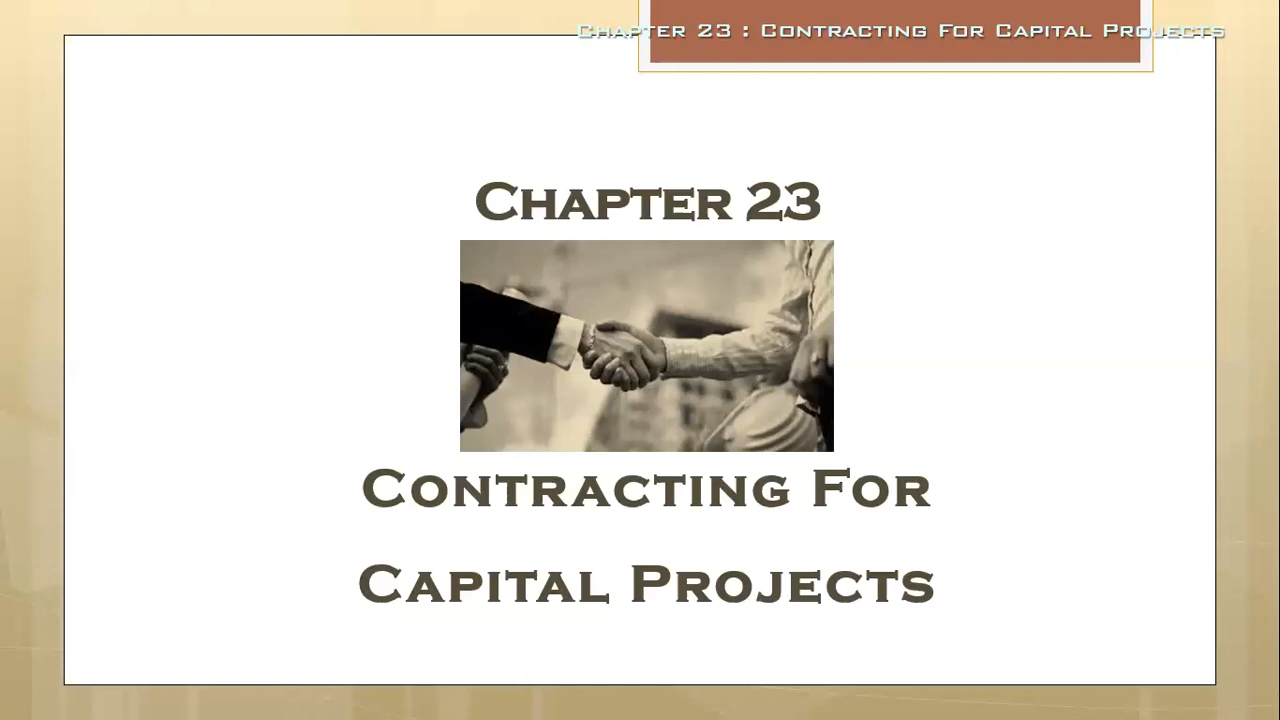 Chapter 23 : Contracting For Capital Projects
Chapter 23
Contracting For
Capital Projects